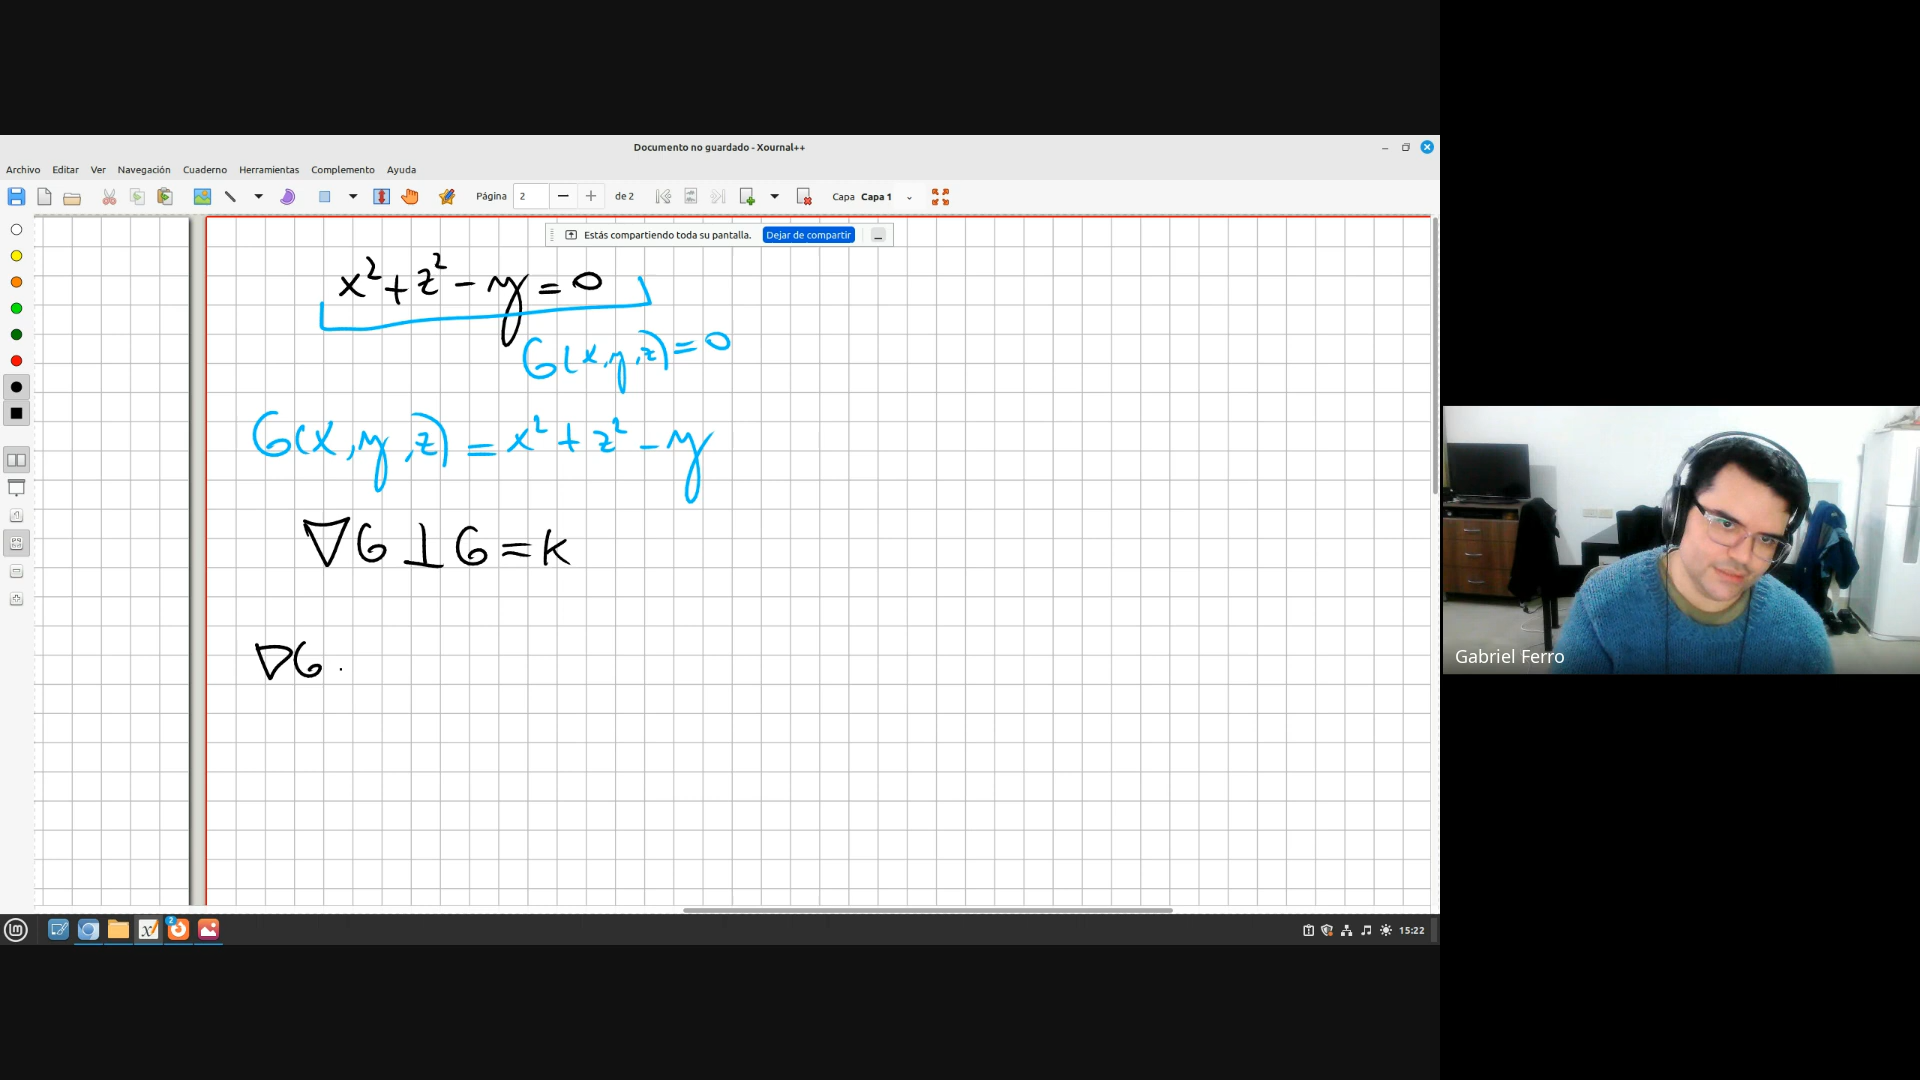 Documento no guardado - Xournal++
Archivo Editar Ver Navegación Cuaderno Herramientas Complemento Ayuda
Página 2 de 2 Capa Capa 1
Estás compartiendo toda su pantalla. Dejar de compartir
x² + z² - y = 0
G(x,y,z) = 0
G(x,y,z) = x² + z² - y
∇G ⊥ G = k
∇G .
Gabriel Ferro
2
15:22